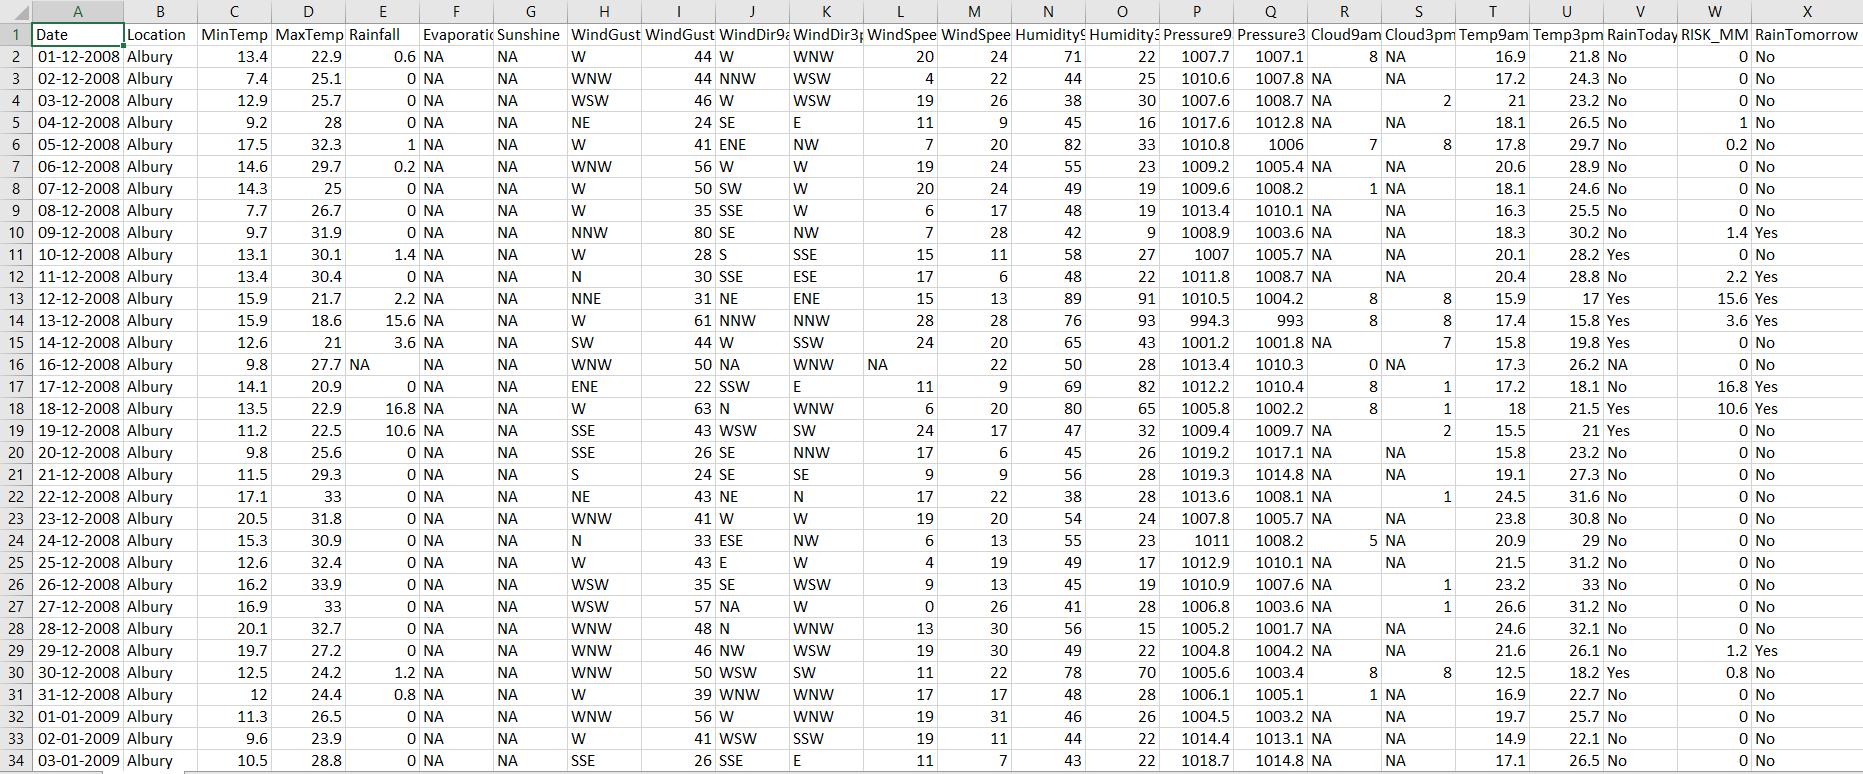 A B C D E F G H I J K L M N O P Q R S T U V W X
1 Date Location MinTemp MaxTemp Rainfall Evaporatio Sunshine WindGust WindGust WindDir9a WindDir3p WindSpee WindSpee Humidity9 Humidity3 Pressure9 Pressure3 Cloud9am Cloud3pm Temp9am Temp3pm RainToday RISK_MM RainTomorrow
2 01-12-2008 Albury 13.4 22.9 0.6 NA NA W 44 W WNW 20 24 71 22 1007.7 1007.1 8 NA 16.9 21.8 No 0 No
3 02-12-2008 Albury 7.4 25.1 0 NA NA WNW 44 NNW WSW 4 22 44 25 1010.6 1007.8 NA NA 17.2 24.3 No 0 No
4 03-12-2008 Albury 12.9 25.7 0 NA NA WSW 46 W WSW 19 26 38 30 1007.6 1008.7 NA 2 21 23.2 No 0 No
5 04-12-2008 Albury 9.2 28 0 NA NA NE 24 SE E 11 9 45 16 1017.6 1012.8 NA NA 18.1 26.5 No 1 No
6 05-12-2008 Albury 17.5 32.3 1 NA NA W 41 ENE NW 7 20 82 33 1010.8 1006 7 8 17.8 29.7 No 0.2 No
7 06-12-2008 Albury 14.6 29.7 0.2 NA NA WNW 56 W W 19 24 55 23 1009.2 1005.4 NA NA 20.6 28.9 No 0 No
8 07-12-2008 Albury 14.3 25 0 NA NA W 50 SW W 20 24 49 19 1009.6 1008.2 1 NA 18.1 24.6 No 0 No
9 08-12-2008 Albury 7.7 26.7 0 NA NA W 35 SSE W 6 17 48 19 1013.4 1010.1 NA NA 16.3 25.5 No 0 No
10 09-12-2008 Albury 9.7 31.9 0 NA NA NNW 80 SE NW 7 28 42 9 1008.9 1003.6 NA NA 18.3 30.2 No 1.4 Yes
11 10-12-2008 Albury 13.1 30.1 1.4 NA NA W 28 S SSE 15 11 58 27 1007 1005.7 NA NA 20.1 28.2 Yes 0 No
12 11-12-2008 Albury 13.4 30.4 0 NA NA N 30 SSE ESE 17 6 48 22 1011.8 1008.7 NA NA 20.4 28.8 No 2.2 Yes
13 12-12-2008 Albury 15.9 21.7 2.2 NA NA NNE 31 NE ENE 15 13 89 91 1010.5 1004.2 8 8 15.9 17 Yes 15.6 Yes
14 13-12-2008 Albury 15.9 18.6 15.6 NA NA W 61 NNW NNW 28 28 76 93 994.3 993 8 8 17.4 15.8 Yes 3.6 Yes
15 14-12-2008 Albury 12.6 21 3.6 NA NA SW 44 W SSW 24 20 65 43 1001.2 1001.8 NA 7 15.8 19.8 Yes 0 No
16 16-12-2008 Albury 9.8 27.7 NA NA NA WNW 50 NA WNW NA 22 50 28 1013.4 1010.3 0 NA 17.3 26.2 NA 0 No
17 17-12-2008 Albury 14.1 20.9 0 NA NA ENE 22 SSW E 11 9 69 82 1012.2 1010.4 8 1 17.2 18.1 No 16.8 Yes
18 18-12-2008 Albury 13.5 22.9 16.8 NA NA W 63 N WNW 6 20 80 65 1005.8 1002.2 8 1 18 21.5 Yes 10.6 Yes
19 19-12-2008 Albury 11.2 22.5 10.6 NA NA SSE 43 WSW SW 24 17 47 32 1009.4 1009.7 NA 2 15.5 21 Yes 0 No
20 20-12-2008 Albury 9.8 25.6 0 NA NA SSE 26 SE NNW 17 6 45 26 1019.2 1017.1 NA NA 15.8 23.2 No 0 No
21 21-12-2008 Albury 11.5 29.3 0 NA NA S 24 SE SE 9 9 56 28 1019.3 1014.8 NA NA 19.1 27.3 No 0 No
22 22-12-2008 Albury 17.1 33 0 NA NA NE 43 NE N 17 22 38 28 1013.6 1008.1 NA 1 24.5 31.6 No 0 No
23 23-12-2008 Albury 20.5 31.8 0 NA NA WNW 41 W W 19 20 54 24 1007.8 1005.7 NA NA 23.8 30.8 No 0 No
24 24-12-2008 Albury 15.3 30.9 0 NA NA N 33 ESE NW 6 13 55 23 1011 1008.2 5 NA 20.9 29 No 0 No
25 25-12-2008 Albury 12.6 32.4 0 NA NA W 43 E W 4 19 49 17 1012.9 1010.1 NA NA 21.5 31.2 No 0 No
26 26-12-2008 Albury 16.2 33.9 0 NA NA WSW 35 SE WSW 9 13 45 19 1010.9 1007.6 NA 1 23.2 33 No 0 No
27 27-12-2008 Albury 16.9 33 0 NA NA WSW 57 NA W 0 26 41 28 1006.8 1003.6 NA 1 26.6 31.2 No 0 No
28 28-12-2008 Albury 20.1 32.7 0 NA NA WNW 48 N WNW 13 30 56 15 1005.2 1001.7 NA NA 24.6 32.1 No 0 No
29 29-12-2008 Albury 19.7 27.2 0 NA NA WNW 46 NW WSW 19 30 49 22 1004.8 1004.2 NA NA 21.6 26.1 No 1.2 Yes
30 30-12-2008 Albury 12.5 24.2 1.2 NA NA WNW 50 WSW SW 11 22 78 70 1005.6 1003.4 8 8 12.5 18.2 Yes 0.8 No
31 31-12-2008 Albury 12 24.4 0.8 NA NA W 39 WNW WNW 17 17 48 28 1006.1 1005.1 1 NA 16.9 22.7 No 0 No
32 01-01-2009 Albury 11.3 26.5 0 NA NA WNW 56 W WNW 19 31 46 26 1004.5 1003.2 NA NA 19.7 25.7 No 0 No
33 02-01-2009 Albury 9.6 23.9 0 NA NA W 41 WSW SSW 19 11 44 22 1014.4 1013.1 NA NA 14.9 22.1 No 0 No
34 03-01-2009 Albury 10.5 28.8 0 NA NA SSE 26 SSE E 11 7 43 22 1018.7 1014.8 NA NA 17.1 26.5 No 0 No